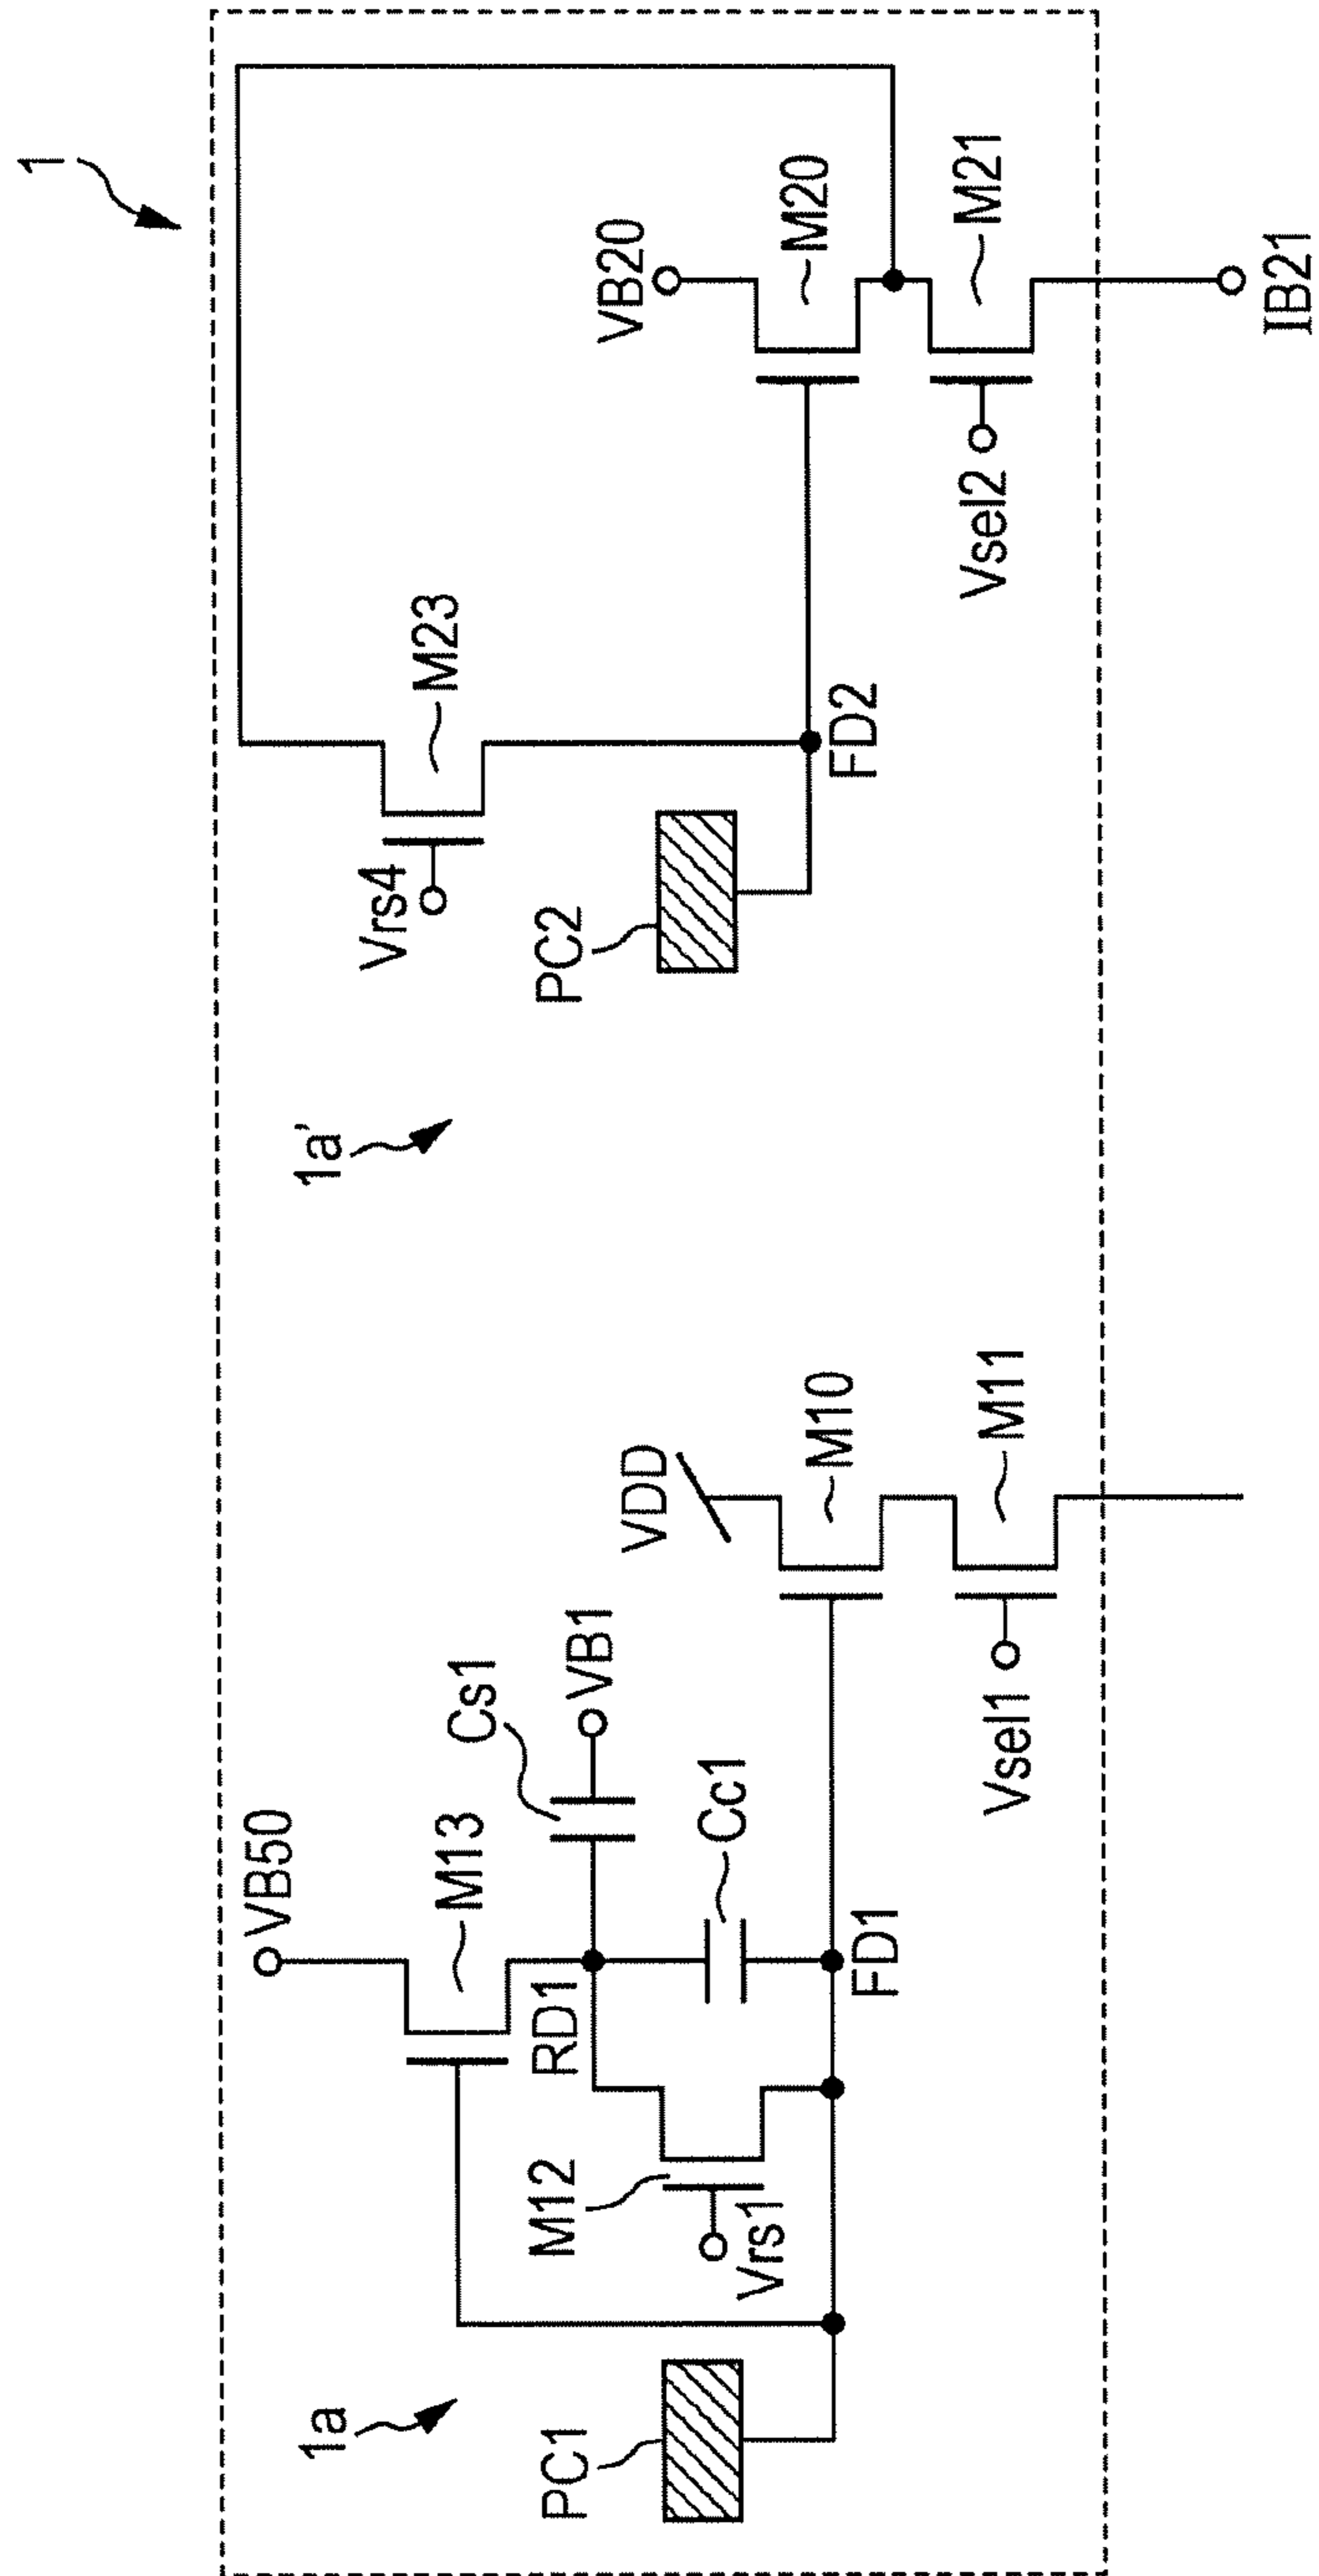 1
1a
VB50
M13
Cs1
VB1
RD1
Cc1
M12
Vrs1
PC1
FD1
VDD
M10
M11
Vsel1
1a'
Vrs4
M23
PC2
FD2
VB20
M20
M21
Vsel2
IB21